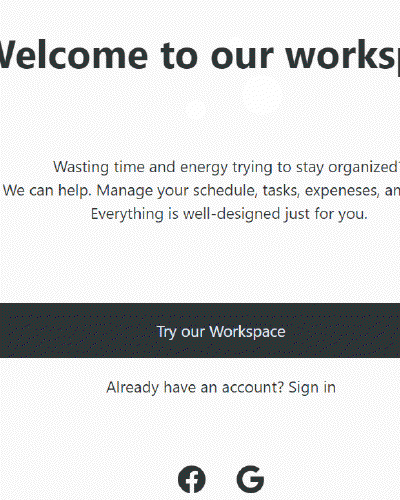 Welcome to our worksp
Wasting time and energy trying to stay organized?
We can help. Manage your schedule, tasks, expeneses, an
Everything is well-designed just for you.
Try our Workspace
Already have an account? Sign in